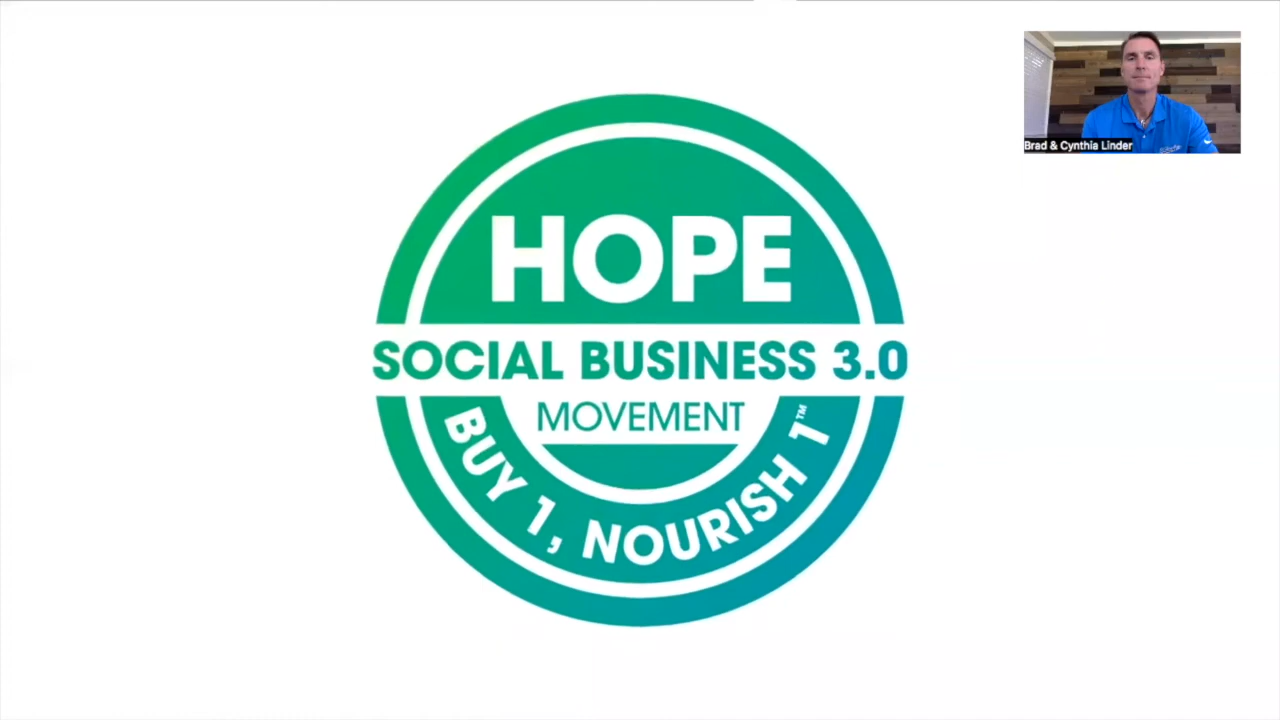 HOPE
SOCIAL BUSINESS 3.0
MOVEMENT
BUY 1, NOURISH 1™
Brad & Cynthia Linder